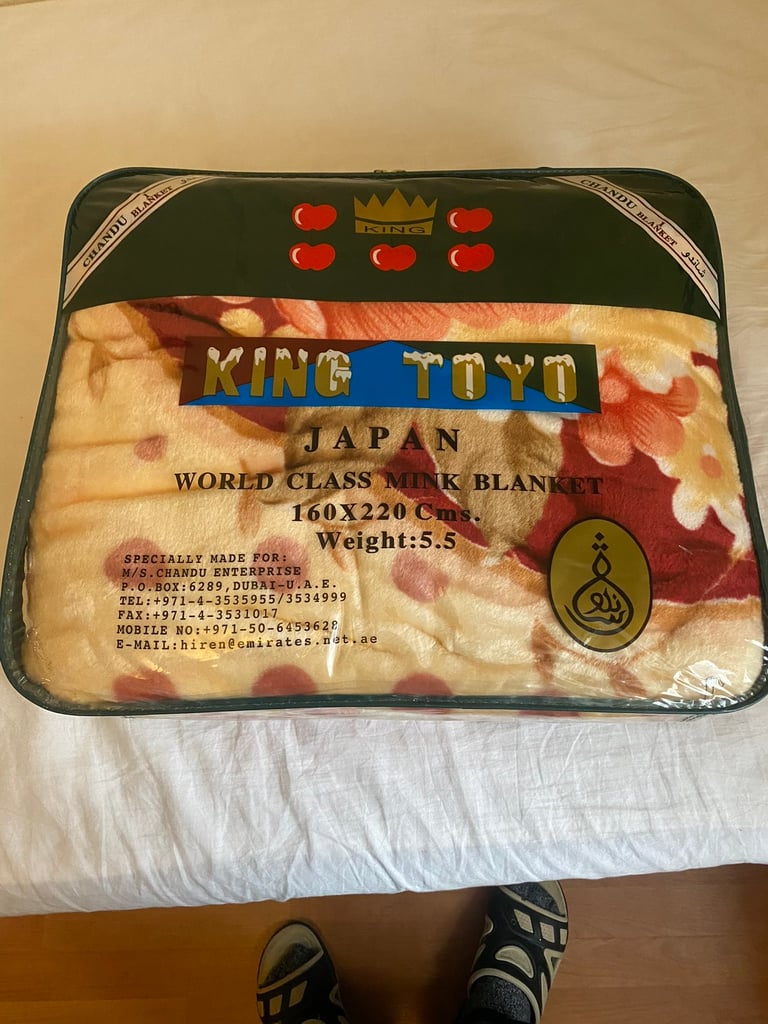 CHANDU BLANKET
KING
CHANDU BLANKET شاندو
KING TOYO
JAPAN
WORLD CLASS MINK BLANKET
160X220 Cms.
Weight:5.5
SPECIALLY MADE FOR:
M/S.CHANDU ENTERPRISE
P.O.BOX:6289,DUBAI-U.A.E.
TEL:+971-4-3535955/3534999
FAX:+971-4-3531017
MOBILE NO:+971-50-6453628
E-MAIL:hiren@emirates.net.ae